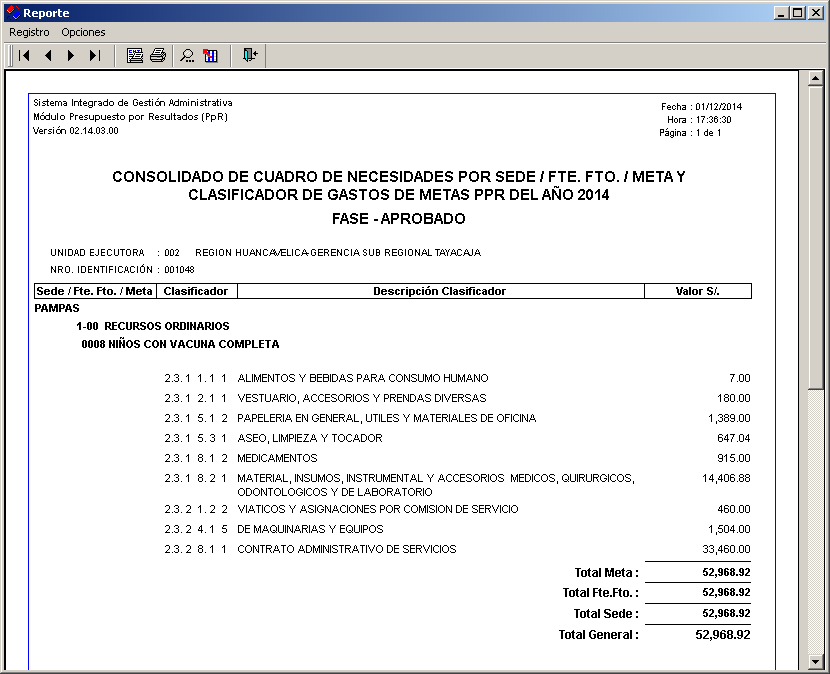 Reporte
Registro Opciones
Sistema Integrado de Gestión Administrativa
Módulo Presupuesto por Resultados (PpR)
Versión 02.14.03.00
Fecha : 01/12/2014
Hora : 17:36:30
Página : 1 de 1
CONSOLIDADO DE CUADRO DE NECESIDADES POR SEDE / FTE. FTO. / META Y
CLASIFICADOR DE GASTOS DE METAS PPR DEL AÑO 2014
FASE - APROBADO
UNIDAD EJECUTORA : 002 REGION HUANCAVELICA-GERENCIA SUB REGIONAL TAYACAJA
NRO. IDENTIFICACIÓN : 001048
Sede / Fte. Fto. / Meta Clasificador Descripción Clasificador Valor S/.
PAMPAS
1-00 RECURSOS ORDINARIOS
0008 NIÑOS CON VACUNA COMPLETA
2.3. 1 1. 1 1 ALIMENTOS Y BEBIDAS PARA CONSUMO HUMANO 7.00
2.3. 1 2. 1 1 VESTUARIO, ACCESORIOS Y PRENDAS DIVERSAS 180.00
2.3. 1 5. 1 2 PAPELERIA EN GENERAL, UTILES Y MATERIALES DE OFICINA 1,389.00
2.3. 1 5. 3 1 ASEO, LIMPIEZA Y TOCADOR 647.04
2.3. 1 8. 1 2 MEDICAMENTOS 915.00
2.3. 1 8. 2 1 MATERIAL, INSUMOS, INSTRUMENTAL Y ACCESORIOS MEDICOS, QUIRURGICOS, 14,406.88
ODONTOLOGICOS Y DE LABORATORIO
2.3. 2 1. 2 2 VIATICOS Y ASIGNACIONES POR COMISION DE SERVICIO 460.00
2.3. 2 4. 1 5 DE MAQUINARIAS Y EQUIPOS 1,504.00
2.3. 2 8. 1 1 CONTRATO ADMINISTRATIVO DE SERVICIOS 33,460.00
Total Meta : 52,968.92
Total Fte.Fto. : 52,968.92
Total Sede : 52,968.92
Total General : 52,968.92